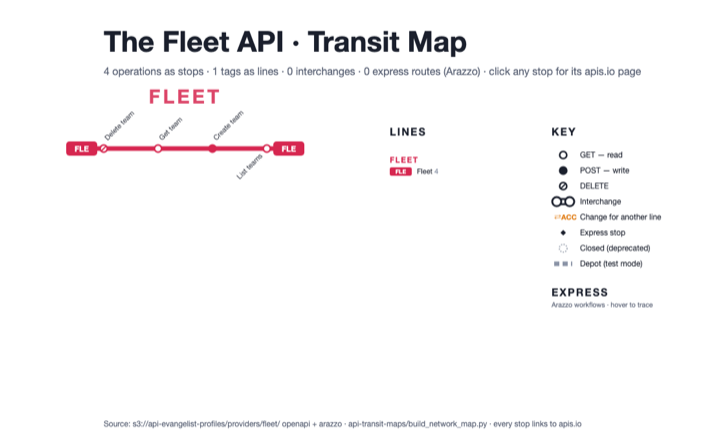 The Fleet API · Transit Map
4 operations as stops · 1 tags as lines · 0 interchanges · 0 express routes (Arazzo) · click any stop for its apis.io page
FLEET
Delete team
Get team
Create team
List teams
FLE
FLE
LINES
FLEET
FLE Fleet 4
KEY
GET — read
POST — write
DELETE
Interchange
⇄ACC Change for another line
Express stop
Closed (deprecated)
Depot (test mode)
EXPRESS
Arazzo workflows · hover to trace
Source: s3://api-evangelist-profiles/providers/fleet/ openapi + arazzo · api-transit-maps/build_network_map.py · every stop links to apis.io